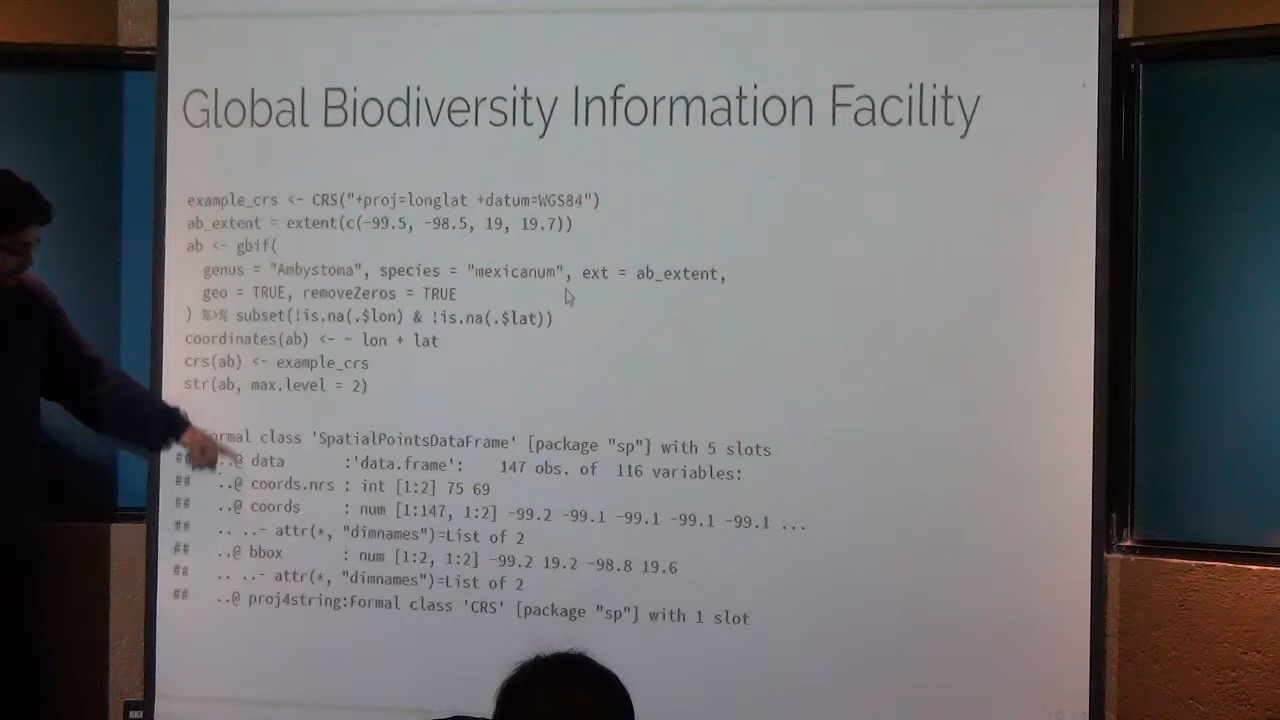 Global Biodiversity Information Facility
example_crs <- CRS("+proj=longlat +datum=WGS84")
ab_extent = extent(c(-99.5, -98.5, 19, 19.7))
ab <- gbif(
genus = "Ambystoma", species = "mexicanum", ext = ab_extent,
geo = TRUE, removeZeros = TRUE
) %>% subset(!is.na(.$lon) & !is.na(.$lat))
coordinates(ab) <- ~ lon + lat
crs(ab) <- example_crs
str(ab, max.level = 2)
ormal class 'SpatialPointsDataFrame' [package "sp"] with 5 slots
## ..@ data :'data.frame': 147 obs. of 116 variables:
## ..@ coords.nrs : int [1:2] 75 69
## ..@ coords : num [1:147, 1:2] -99.2 -99.1 -99.1 -99.1 -99.1 ...
## .. ..- attr(*, "dimnames")=List of 2
## ..@ bbox : num [1:2, 1:2] -99.2 19.2 -98.8 19.6
## .. ..- attr(*, "dimnames")=List of 2
## ..@ proj4string:Formal class 'CRS' [package "sp"] with 1 slot